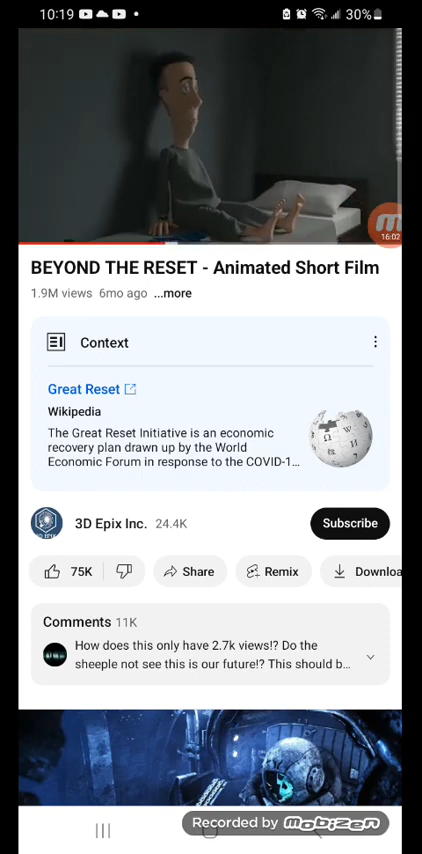 10:19
30%
16:02
BEYOND THE RESET - Animated Short Film
1.9M views 6mo ago ...more
Context
Great Reset
Wikipedia
The Great Reset Initiative is an economic
recovery plan drawn up by the World
Economic Forum in response to the COVID-1...
3D Epix Inc. 24.4K
Subscribe
75K
Share
Remix
Downloa
Comments 11K
How does this only have 2.7k views!? Do the
sheeple not see this is our future!? This should b...
Recorded by MOBIZEN